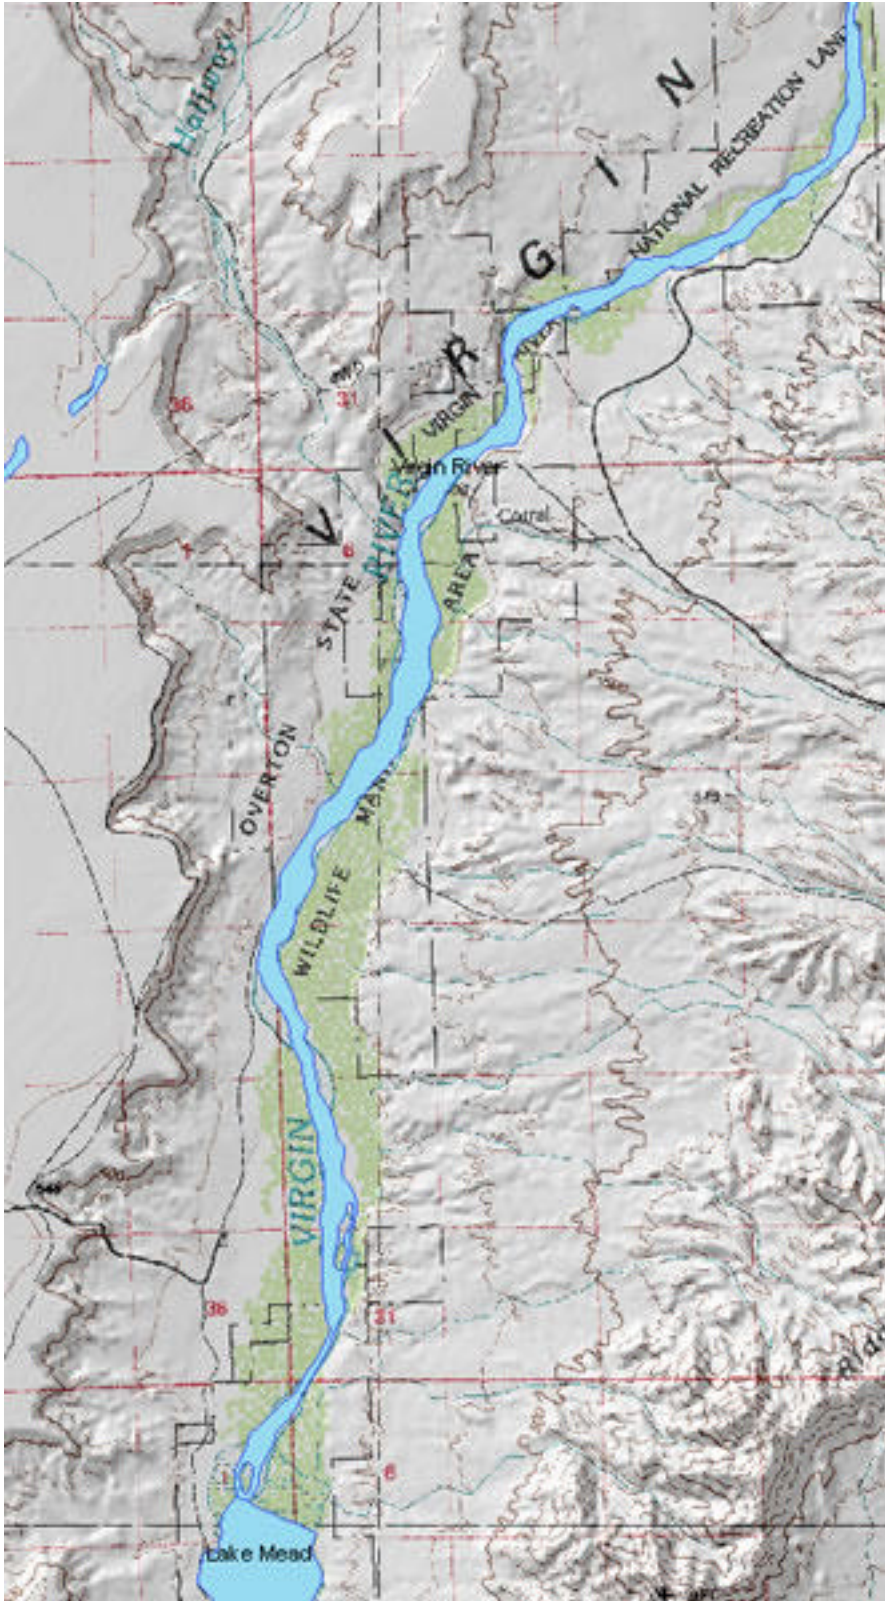 Halfway
N
NATIONAL RECREATION LAND
I
G
R
VIRGIN
36
31
I
Virgin River
RIVER
V
Corral
1
6
STATE
AREA
OVERTON
WILDLIFE
VIRGIN
36
31
6
Lake Mead